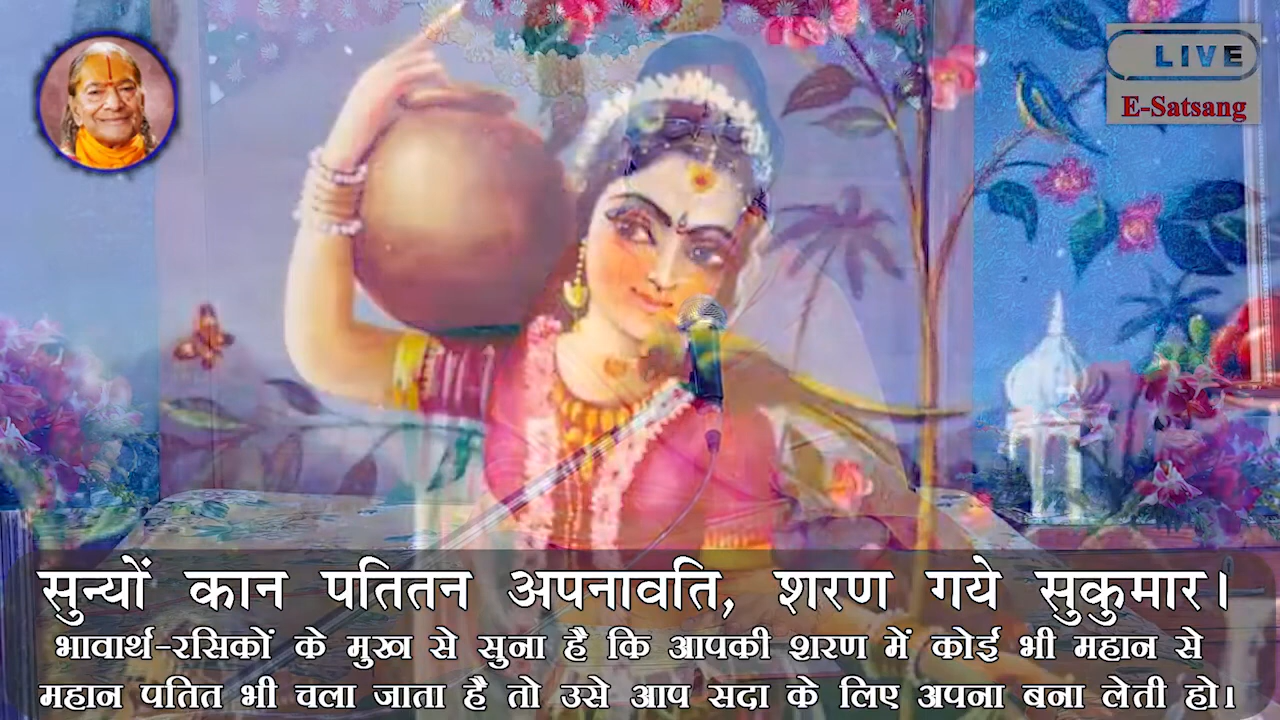 LIVE
E-Satsang
सुन्यों कान पतितन अपनावति, शरण गये सुकुमार।
भावार्थ-रसिकों के मुख से सुना है कि आपकी शरण में कोई भी महान से
महान पतित भी चला जाता है तो उसे आप सदा के लिए अपना बना लेती हो।